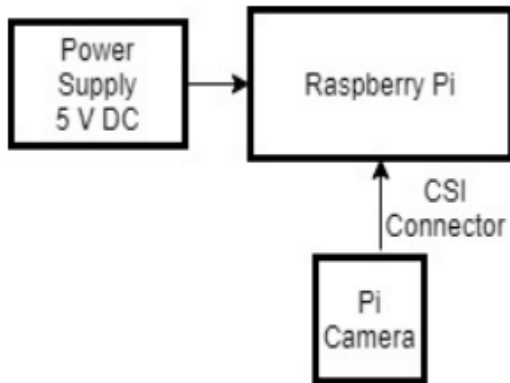 Power
Supply
5 V DC
Raspberry Pi
CSI
Connector
Pi
Camera